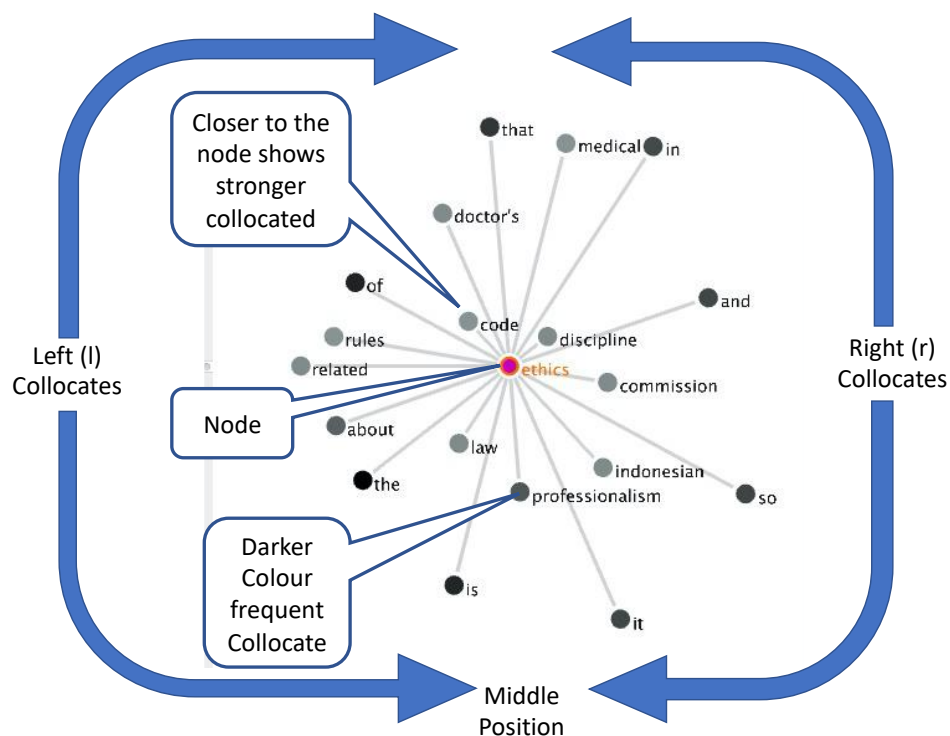 Closer to the
node shows
stronger
collocated
that
medical
in
doctor's
of
and
code
rules
discipline
Left (l)
Collocates
related
ethics
Right (r)
Collocates
commission
Node
about
law
the
indonesian
professionalism
so
Darker
Colour
frequent
Collocate
is
it
Middle
Position